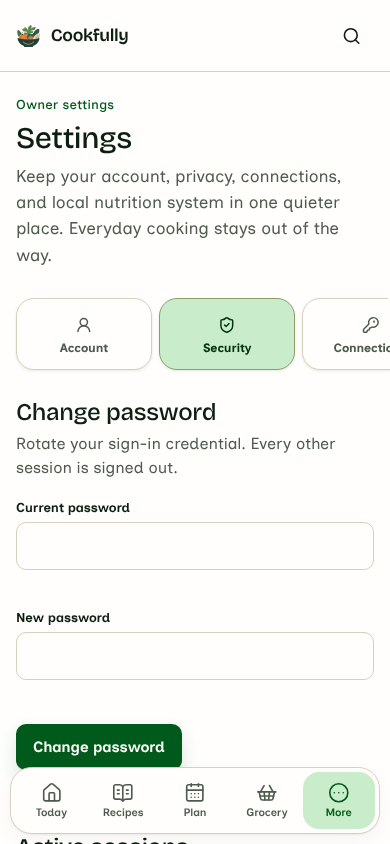 Cookfully
Owner settings
Settings
Keep your account, privacy, connections,
and local nutrition system in one quieter
place. Everyday cooking stays out of the
way.
Account
Security
Change password
Rotate your sign-in credential. Every other
session is signed out.
Current password
New password
Change password
Today
Recipes
Plan
Grocery
More
Active sessions